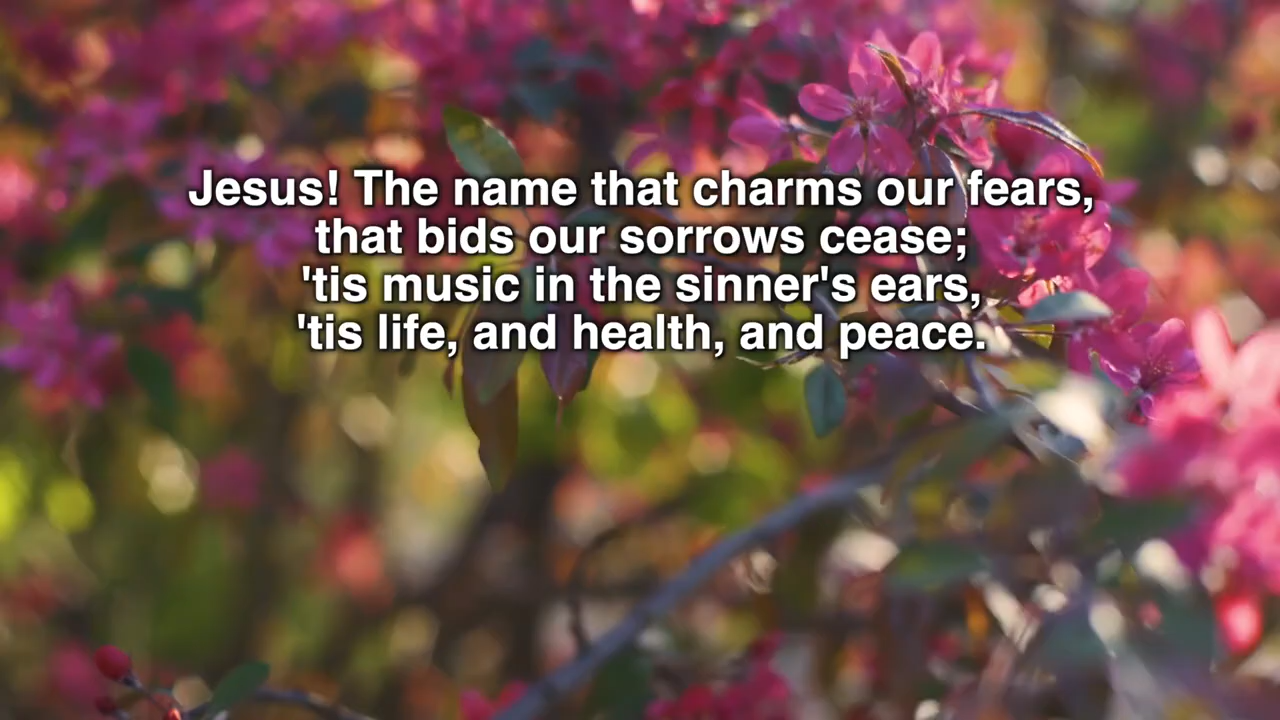 Jesus! The name that charms our fears,
that bids our sorrows cease;
'tis music in the sinner's ears,
'tis life, and health, and peace.